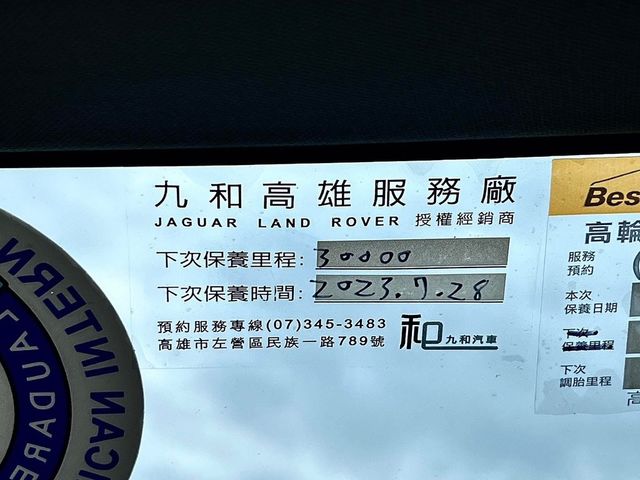 九和高雄服務廠
JAGUAR LAND ROVER 授權經銷商
下次保養里程: 30000
下次保養時間: 2023.7.28
預約服務專線(07)345-3483
高雄市左營區民族一路789號
和 九和汽車
Bes
高輪
服務
預約
本次
保養日期
下次
保養里程
下次
調胎里程
高
INTERN